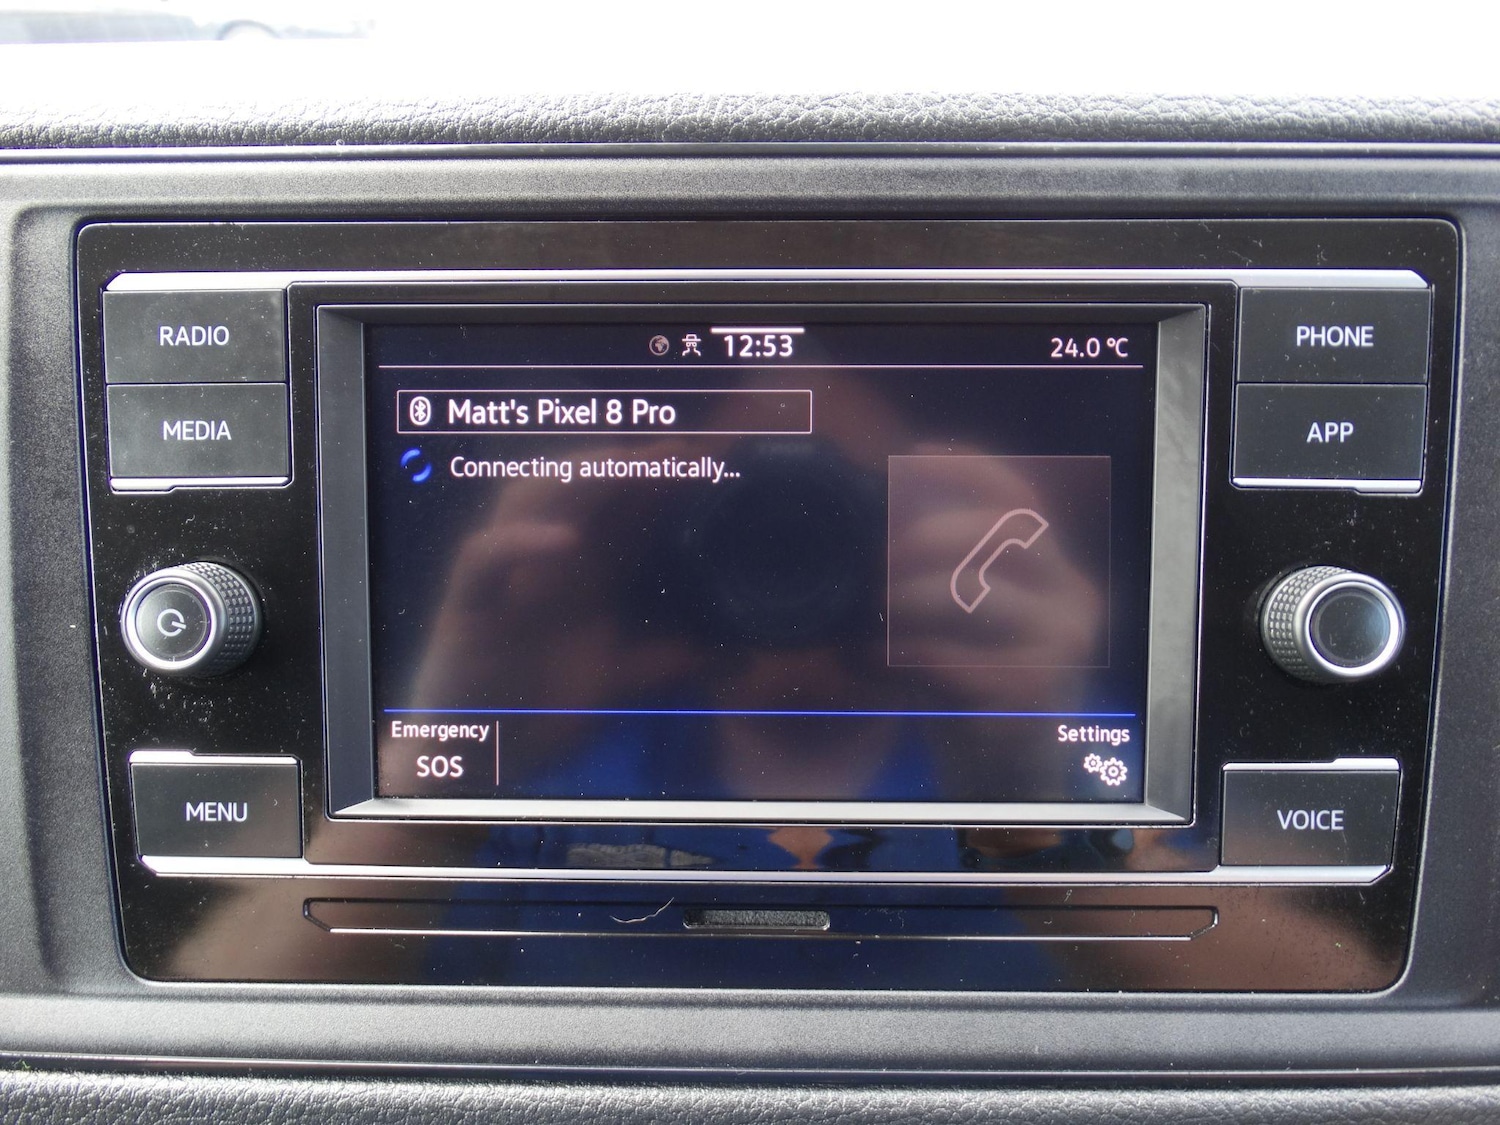 RADIO
MEDIA
MENU
12:53
24.0 °C
Matt's Pixel 8 Pro
Connecting automatically...
Emergency
SOS
Settings
PHONE
APP
VOICE